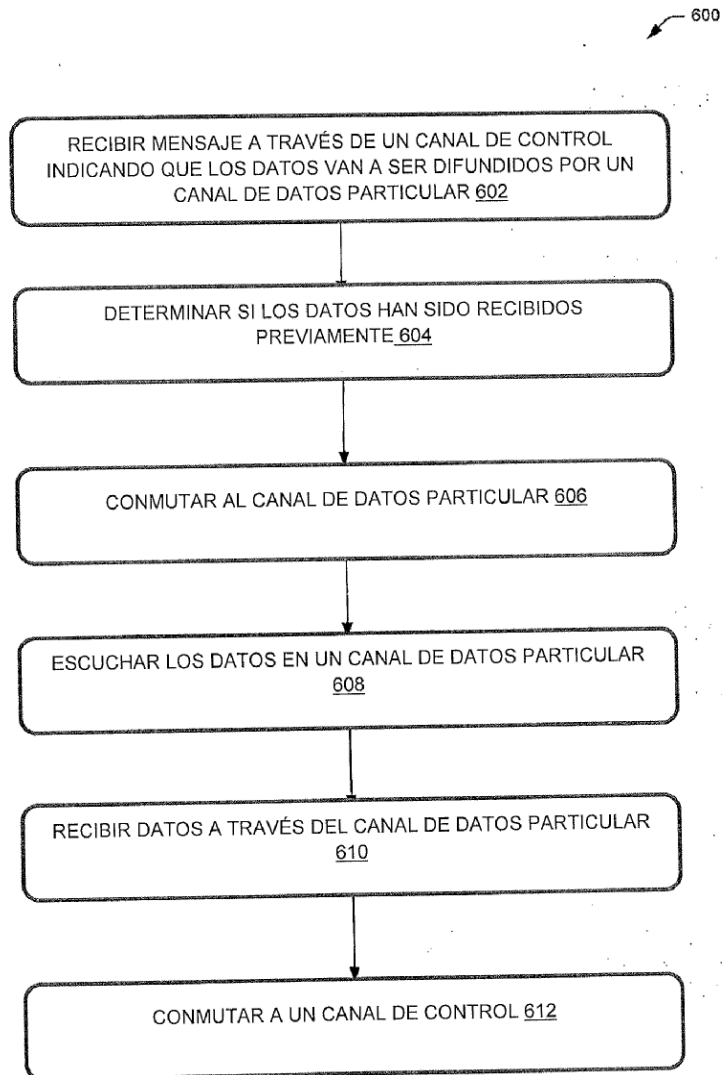 600
RECIBIR MENSAJE A TRAVÉS DE UN CANAL DE CONTROL
INDICANDO QUE LOS DATOS VAN A SER DIFUNDIDOS POR UN
CANAL DE DATOS PARTICULAR 602
DETERMINAR SI LOS DATOS HAN SIDO RECIBIDOS
PREVIAMENTE 604
CONMUTAR AL CANAL DE DATOS PARTICULAR 606
ESCUCHAR LOS DATOS EN UN CANAL DE DATOS PARTICULAR
608
RECIBIR DATOS A TRAVÉS DEL CANAL DE DATOS PARTICULAR
610
CONMUTAR A UN CANAL DE CONTROL 612